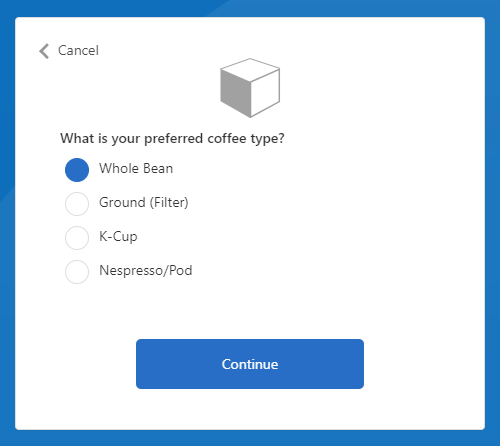 Cancel
What is your preferred coffee type?
Whole Bean
Ground (Filter)
K-Cup
Nespresso/Pod
Continue